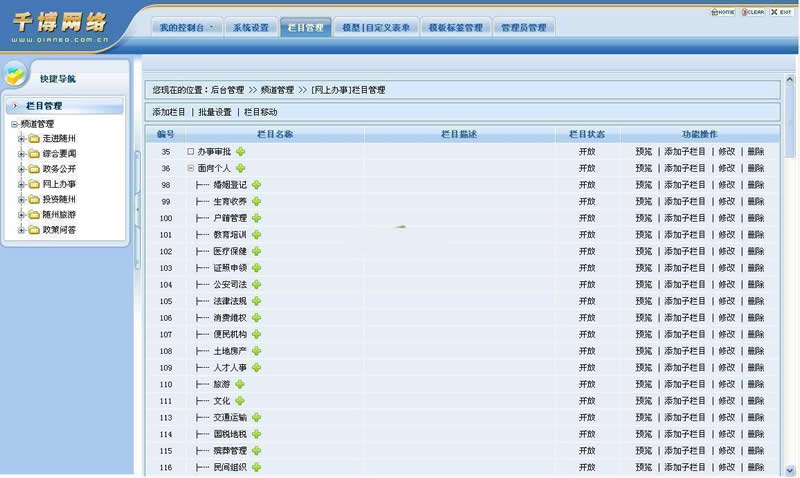 千博网络
www.QIANBO.com.cn
HOME CLEAR EXIT
我的控制台 系统设置 栏目管理 模型|自定义表单 模板标签管理 管理员管理
快捷导航
栏目管理
频道管理
走进随州
综合要闻
政务公开
网上办事
投资随州
随州旅游
政策问答
您现在的位置：后台管理 >> 频道管理 >> [网上办事]栏目管理
添加栏目 | 批量设置 | 栏目移动
编号 栏目名称 栏目描述 栏目状态 功能操作
35 办事审批 开放 预览 | 添加子栏目 | 修改 | 删除
36 面向个人 开放 预览 | 添加子栏目 | 修改 | 删除
98 ├┈ 婚姻登记 开放 预览 | 添加子栏目 | 修改 | 删除
99 ├┈ 生育收养 开放 预览 | 添加子栏目 | 修改 | 删除
100 ├┈ 户籍管理 开放 预览 | 添加子栏目 | 修改 | 删除
101 ├┈ 教育培训 开放 预览 | 添加子栏目 | 修改 | 删除
102 ├┈ 医疗保健 开放 预览 | 添加子栏目 | 修改 | 删除
103 ├┈ 证照申领 开放 预览 | 添加子栏目 | 修改 | 删除
104 ├┈ 公安司法 开放 预览 | 添加子栏目 | 修改 | 删除
105 ├┈ 法律法规 开放 预览 | 添加子栏目 | 修改 | 删除
106 ├┈ 消费维权 开放 预览 | 添加子栏目 | 修改 | 删除
107 ├┈ 便民机构 开放 预览 | 添加子栏目 | 修改 | 删除
108 ├┈ 土地房产 开放 预览 | 添加子栏目 | 修改 | 删除
109 ├┈ 人才人事 开放 预览 | 添加子栏目 | 修改 | 删除
110 ├┈ 旅游 开放 预览 | 添加子栏目 | 修改 | 删除
111 ├┈ 文化 开放 预览 | 添加子栏目 | 修改 | 删除
113 ├┈ 交通运输 开放 预览 | 添加子栏目 | 修改 | 删除
114 ├┈ 国税地税 开放 预览 | 添加子栏目 | 修改 | 删除
115 ├┈ 殡葬管理 开放 预览 | 添加子栏目 | 修改 | 删除
116 ├┈ 民间组织 开放 预览 | 添加子栏目 | 修改 | 删除